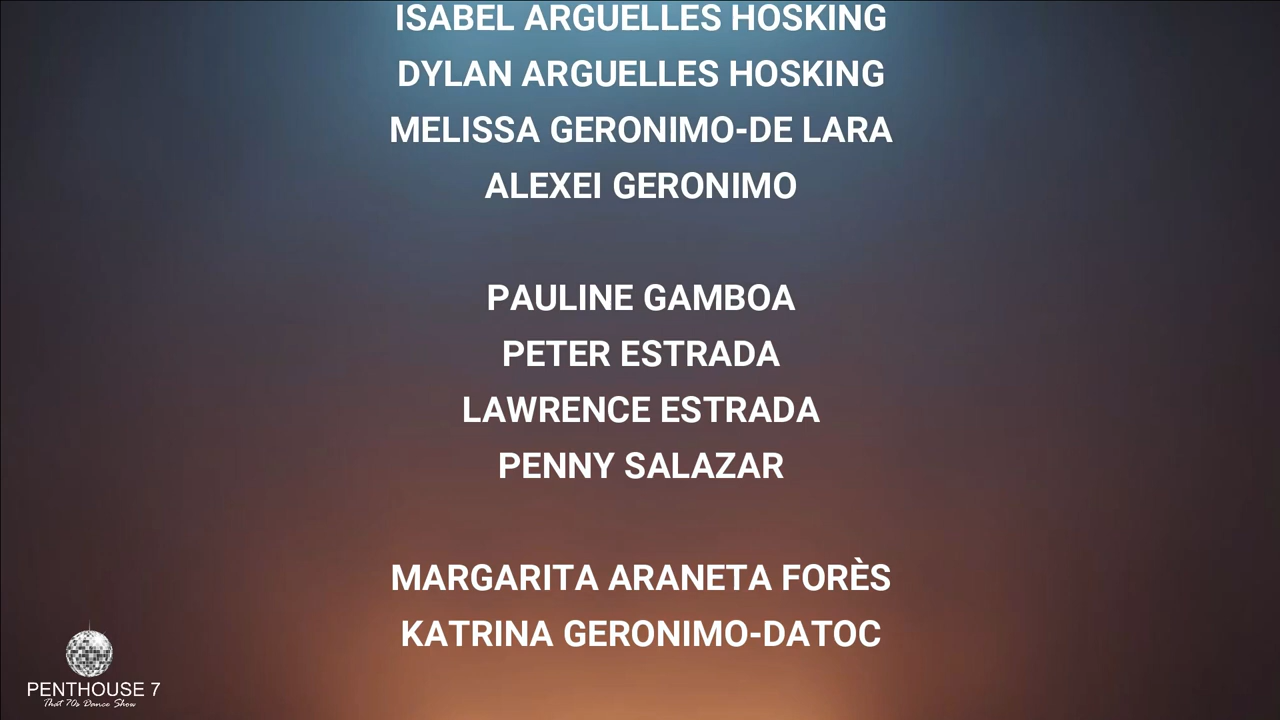 ISABEL ARGUELLES HOSKING
DYLAN ARGUELLES HOSKING
MELISSA GERONIMO-DE LARA
ALEXEI GERONIMO
PAULINE GAMBOA
PETER ESTRADA
LAWRENCE ESTRADA
PENNY SALAZAR
MARGARITA ARANETA FORÈS
KATRINA GERONIMO-DATOC
PENTHOUSE 7
That 70s Dance Show